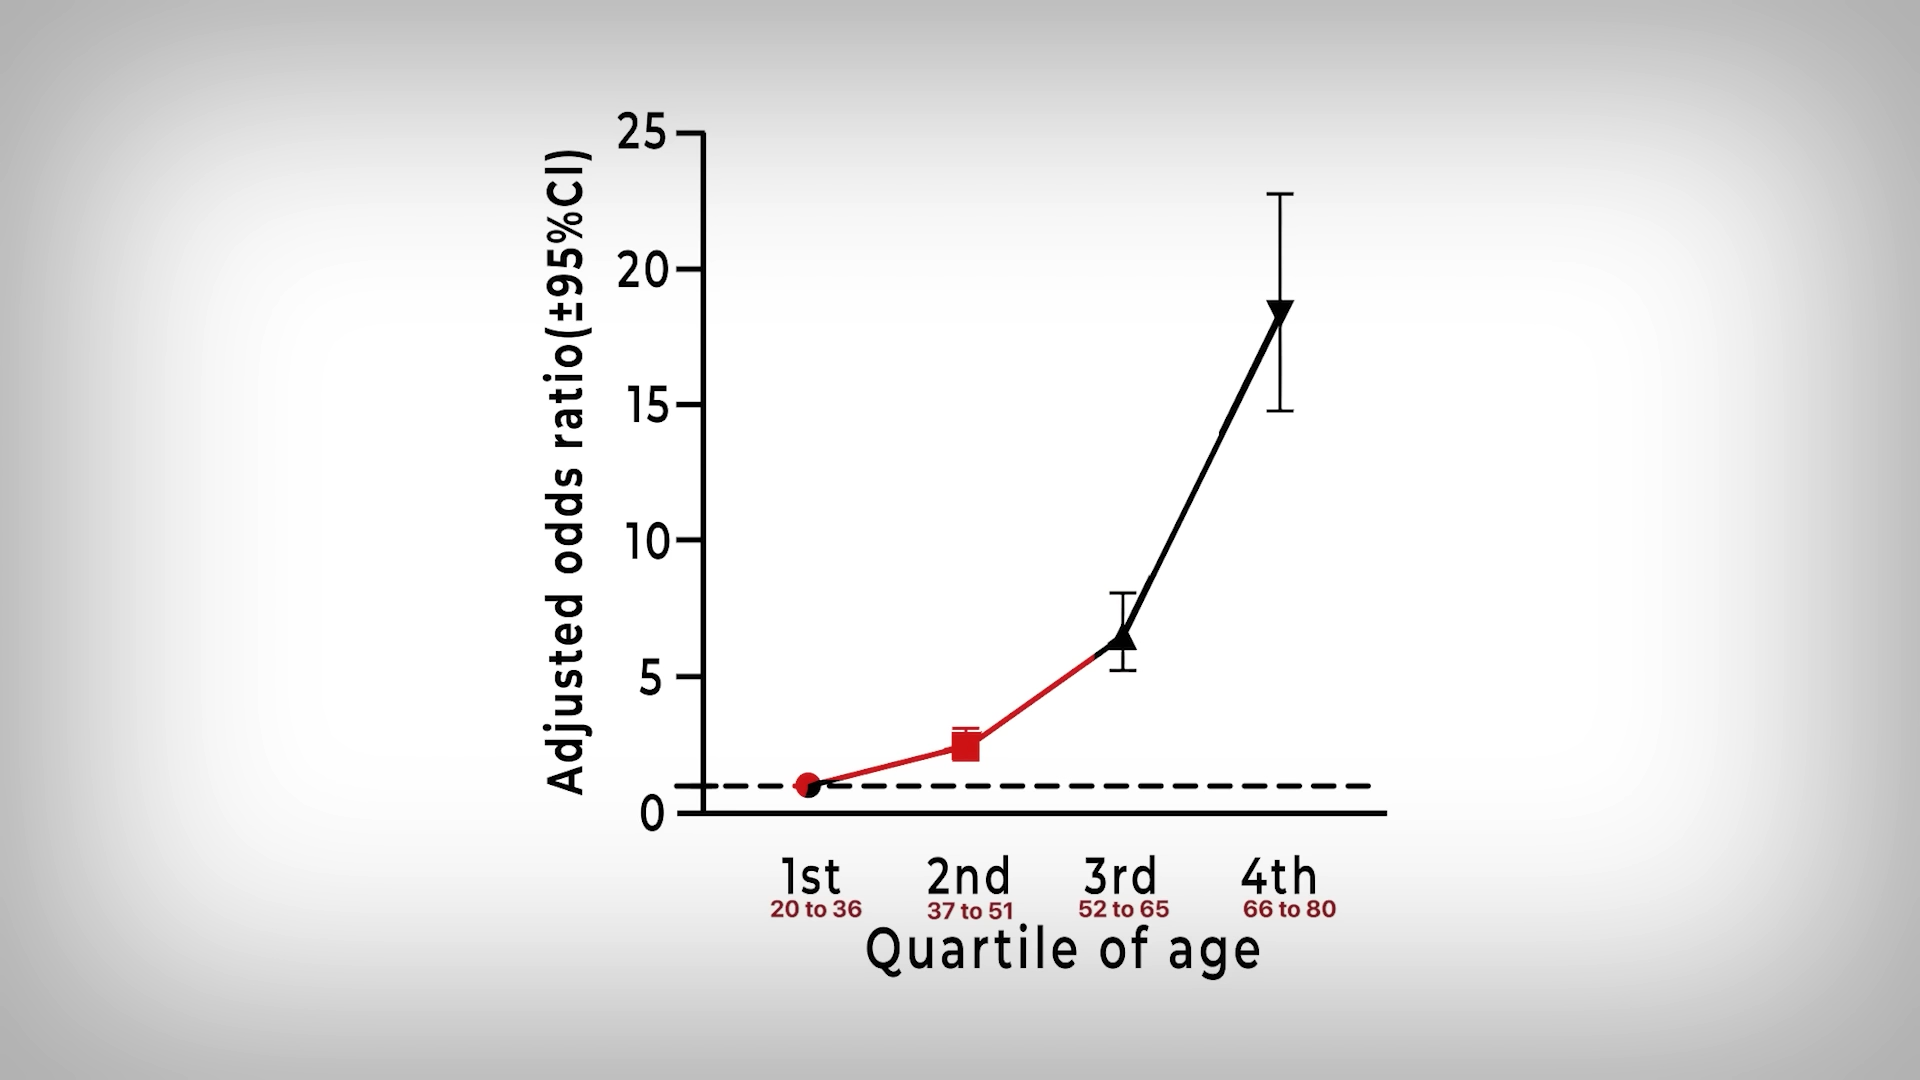 Adjusted odds ratio(±95%CI)
25
20
15
10
5
0
1st 2nd 3rd 4th
20 to 36 37 to 51 52 to 65 66 to 80
Quartile of age